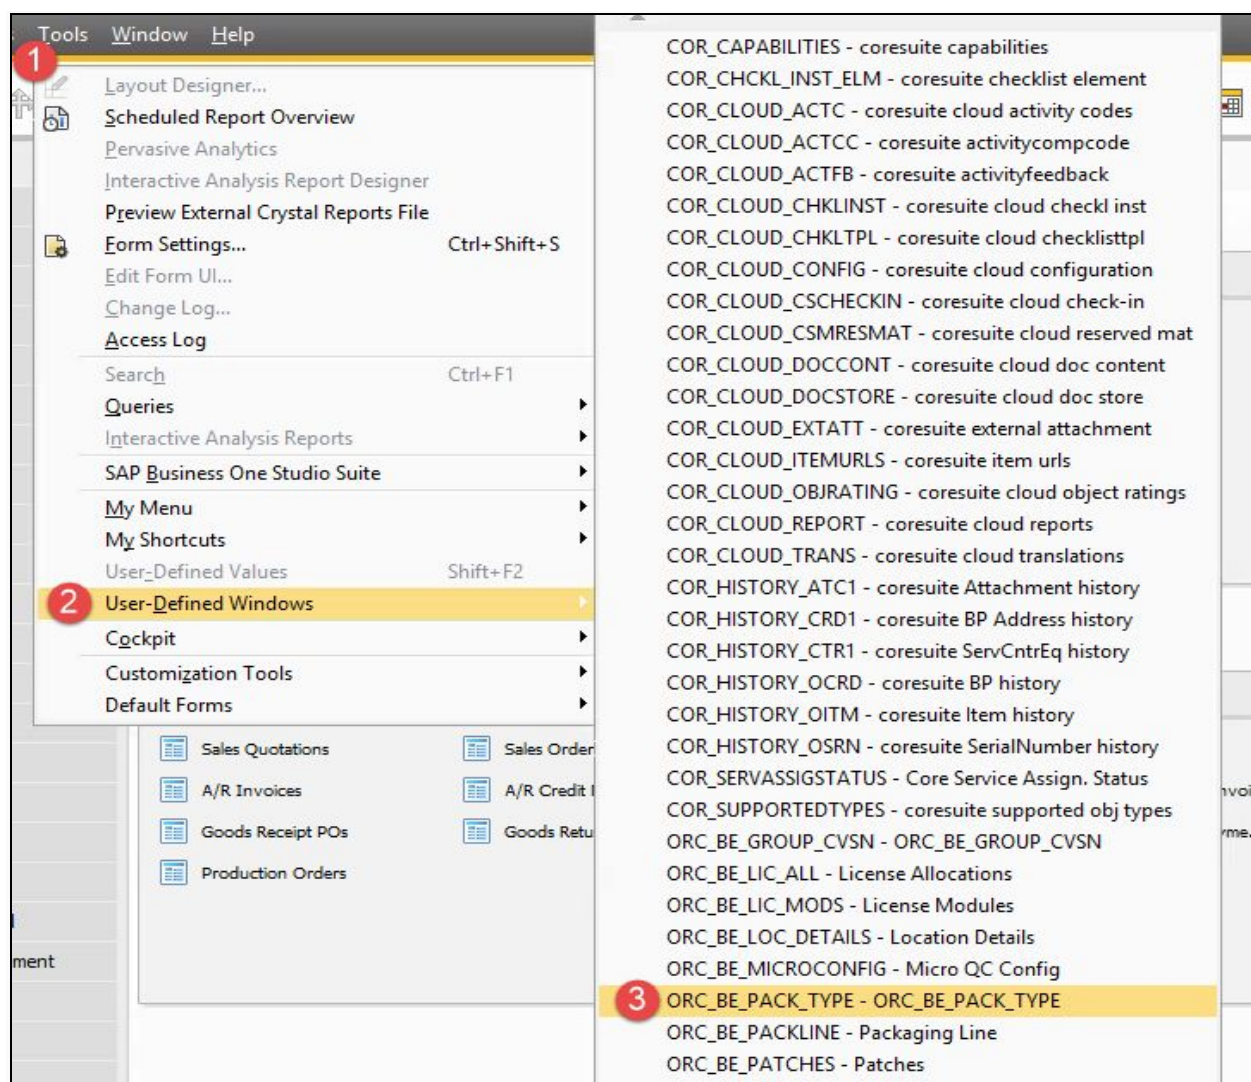 Tools Window Help
1
Layout Designer...
Scheduled Report Overview
Pervasive Analytics
Interactive Analysis Report Designer
Preview External Crystal Reports File
Form Settings... Ctrl+Shift+S
Edit Form UI...
Change Log...
Access Log
Search Ctrl+F1
Queries
Interactive Analysis Reports
SAP Business One Studio Suite
My Menu
My Shortcuts
User-Defined Values Shift+F2
2 User-Defined Windows
Cockpit
Customization Tools
Default Forms
COR_CAPABILITIES - coresuite capabilities
COR_CHCKL_INST_ELM - coresuite checklist element
COR_CLOUD_ACTC - coresuite cloud activity codes
COR_CLOUD_ACTCC - coresuite activitycompcode
COR_CLOUD_ACTFB - coresuite activityfeedback
COR_CLOUD_CHKLINST - coresuite cloud checkl inst
COR_CLOUD_CHKLTPL - coresuite cloud checklisttpl
COR_CLOUD_CONFIG - coresuite cloud configuration
COR_CLOUD_CSCHECKIN - coresuite cloud check-in
COR_CLOUD_CSMRESMAT - coresuite cloud reserved mat
COR_CLOUD_DOCCONT - coresuite cloud doc content
COR_CLOUD_DOCSTORE - coresuite cloud doc store
COR_CLOUD_EXTATT - coresuite external attachment
COR_CLOUD_ITEMURLS - coresuite item urls
COR_CLOUD_OBJRATING - coresuite cloud object ratings
COR_CLOUD_REPORT - coresuite cloud reports
COR_CLOUD_TRANS - coresuite cloud translations
COR_HISTORY_ATC1 - coresuite Attachment history
COR_HISTORY_CRD1 - coresuite BP Address history
COR_HISTORY_CTR1 - coresuite ServCntrEq history
COR_HISTORY_OCRD - coresuite BP history
COR_HISTORY_OITM - coresuite Item history
COR_HISTORY_OSRN - coresuite SerialNumber history
COR_SERVASSIGSTATUS - Core Service Assign. Status
COR_SUPPORTEDTYPES - coresuite supported obj types
ORC_BE_GROUP_CVSN - ORC_BE_GROUP_CVSN
ORC_BE_LIC_ALL - License Allocations
ORC_BE_LIC_MODS - License Modules
ORC_BE_LOC_DETAILS - Location Details
ORC_BE_MICROCONFIG - Micro QC Config
3 ORC_BE_PACK_TYPE - ORC_BE_PACK_TYPE
ORC_BE_PACKLINE - Packaging Line
ORC_BE_PATCHES - Patches
Sales Quotations Sales Order
A/R Invoices A/R Credit
Goods Receipt POs Goods Retu
Production Orders
ment